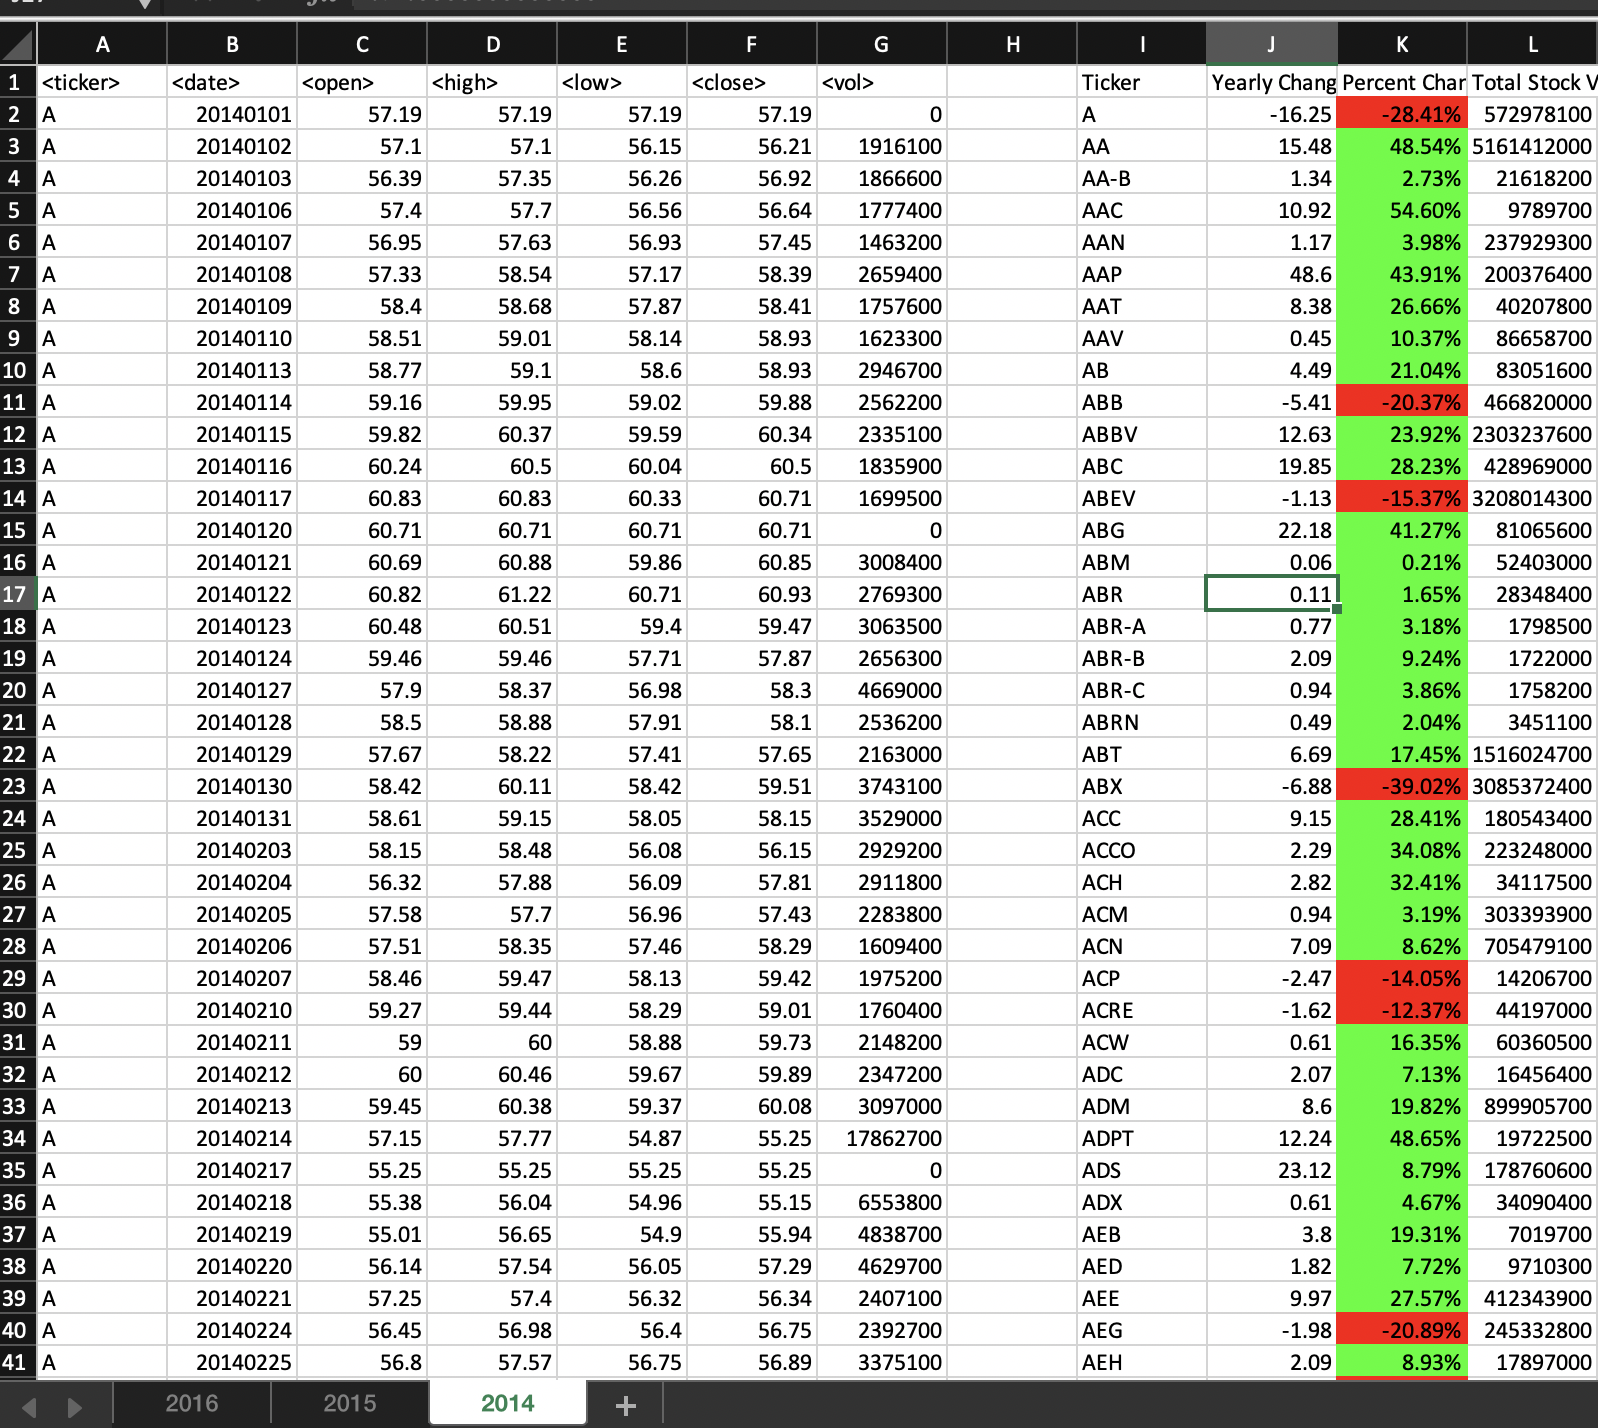 A B C D E F G H I J K L
1 <ticker> <date> <open> <high> <low> <close> <vol> Ticker Yearly Chang Percent Char Total Stock V
2 A 20140101 57.19 57.19 57.19 57.19 0 A -16.25 -28.41% 572978100
3 A 20140102 57.1 57.1 56.15 56.21 1916100 AA 15.48 48.54% 5161412000
4 A 20140103 56.39 57.35 56.26 56.92 1866600 AA-B 1.34 2.73% 21618200
5 A 20140106 57.4 57.7 56.56 56.64 1777400 AAC 10.92 54.60% 9789700
6 A 20140107 56.95 57.63 56.93 57.45 1463200 AAN 1.17 3.98% 237929300
7 A 20140108 57.33 58.54 57.17 58.39 2659400 AAP 48.6 43.91% 200376400
8 A 20140109 58.4 58.68 57.87 58.41 1757600 AAT 8.38 26.66% 40207800
9 A 20140110 58.51 59.01 58.14 58.93 1623300 AAV 0.45 10.37% 86658700
10 A 20140113 58.77 59.1 58.6 58.93 2946700 AB 4.49 21.04% 83051600
11 A 20140114 59.16 59.95 59.02 59.88 2562200 ABB -5.41 -20.37% 466820000
12 A 20140115 59.82 60.37 59.59 60.34 2335100 ABBV 12.63 23.92% 2303237600
13 A 20140116 60.24 60.5 60.04 60.5 1835900 ABC 19.85 28.23% 428969000
14 A 20140117 60.83 60.83 60.33 60.71 1699500 ABEV -1.13 -15.37% 3208014300
15 A 20140120 60.71 60.71 60.71 60.71 0 ABG 22.18 41.27% 81065600
16 A 20140121 60.69 60.88 59.86 60.85 3008400 ABM 0.06 0.21% 52403000
17 A 20140122 60.82 61.22 60.71 60.93 2769300 ABR 0.11 1.65% 28348400
18 A 20140123 60.48 60.51 59.4 59.47 3063500 ABR-A 0.77 3.18% 1798500
19 A 20140124 59.46 59.46 57.71 57.87 2656300 ABR-B 2.09 9.24% 1722000
20 A 20140127 57.9 58.37 56.98 58.3 4669000 ABR-C 0.94 3.86% 1758200
21 A 20140128 58.5 58.88 57.91 58.1 2536200 ABRN 0.49 2.04% 3451100
22 A 20140129 57.67 58.22 57.41 57.65 2163000 ABT 6.69 17.45% 1516024700
23 A 20140130 58.42 60.11 58.42 59.51 3743100 ABX -6.88 -39.02% 3085372400
24 A 20140131 58.61 59.15 58.05 58.15 3529000 ACC 9.15 28.41% 180543400
25 A 20140203 58.15 58.48 56.08 56.15 2929200 ACCO 2.29 34.08% 223248000
26 A 20140204 56.32 57.88 56.09 57.81 2911800 ACH 2.82 32.41% 34117500
27 A 20140205 57.58 57.7 56.96 57.43 2283800 ACM 0.94 3.19% 303393900
28 A 20140206 57.51 58.35 57.46 58.29 1609400 ACN 7.09 8.62% 705479100
29 A 20140207 58.46 59.47 58.13 59.42 1975200 ACP -2.47 -14.05% 14206700
30 A 20140210 59.27 59.44 58.29 59.01 1760400 ACRE -1.62 -12.37% 44197000
31 A 20140211 59 60 58.88 59.73 2148200 ACW 0.61 16.35% 60360500
32 A 20140212 60 60.46 59.67 59.89 2347200 ADC 2.07 7.13% 16456400
33 A 20140213 59.45 60.38 59.37 60.08 3097000 ADM 8.6 19.82% 899905700
34 A 20140214 57.15 57.77 54.87 55.25 17862700 ADPT 12.24 48.65% 19722500
35 A 20140217 55.25 55.25 55.25 55.25 0 ADS 23.12 8.79% 178760600
36 A 20140218 55.38 56.04 54.96 55.15 6553800 ADX 0.61 4.67% 34090400
37 A 20140219 55.01 56.65 54.9 55.94 4838700 AEB 3.8 19.31% 7019700
38 A 20140220 56.14 57.54 56.05 57.29 4629700 AED 1.82 7.72% 9710300
39 A 20140221 57.25 57.4 56.32 56.34 2407100 AEE 9.97 27.57% 412343900
40 A 20140224 56.45 56.98 56.4 56.75 2392700 AEG -1.98 -20.89% 245332800
41 A 20140225 56.8 57.57 56.75 56.89 3375100 AEH 2.09 8.93% 17897000
2016 2015 2014 +